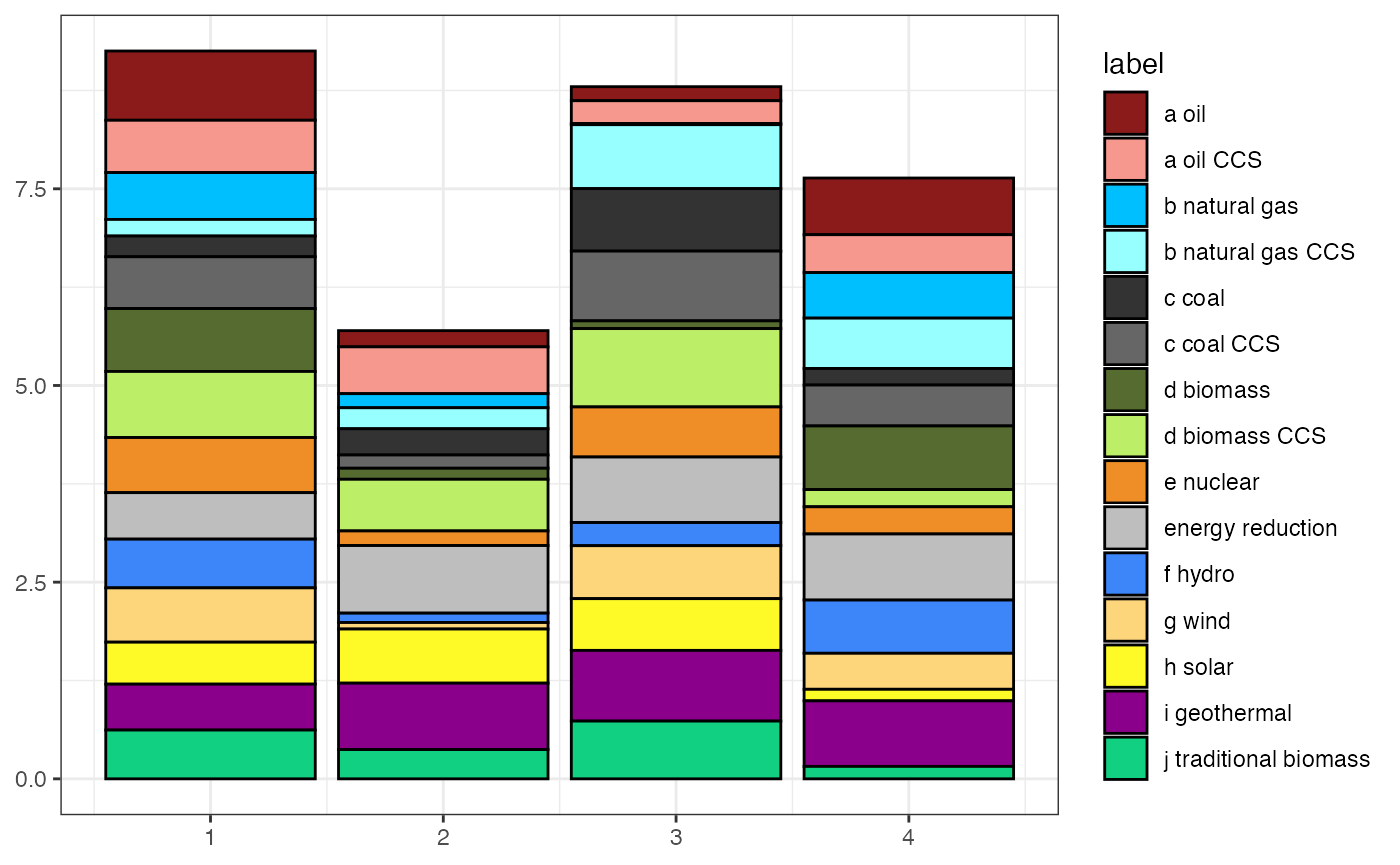 label
a oil
a oil CCS
b natural gas
b natural gas CCS
c coal
c coal CCS
d biomass
d biomass CCS
e nuclear
energy reduction
f hydro
g wind
h solar
i geothermal
j traditional biomass
7.5
5.0
2.5
0.0
1 2 3 4